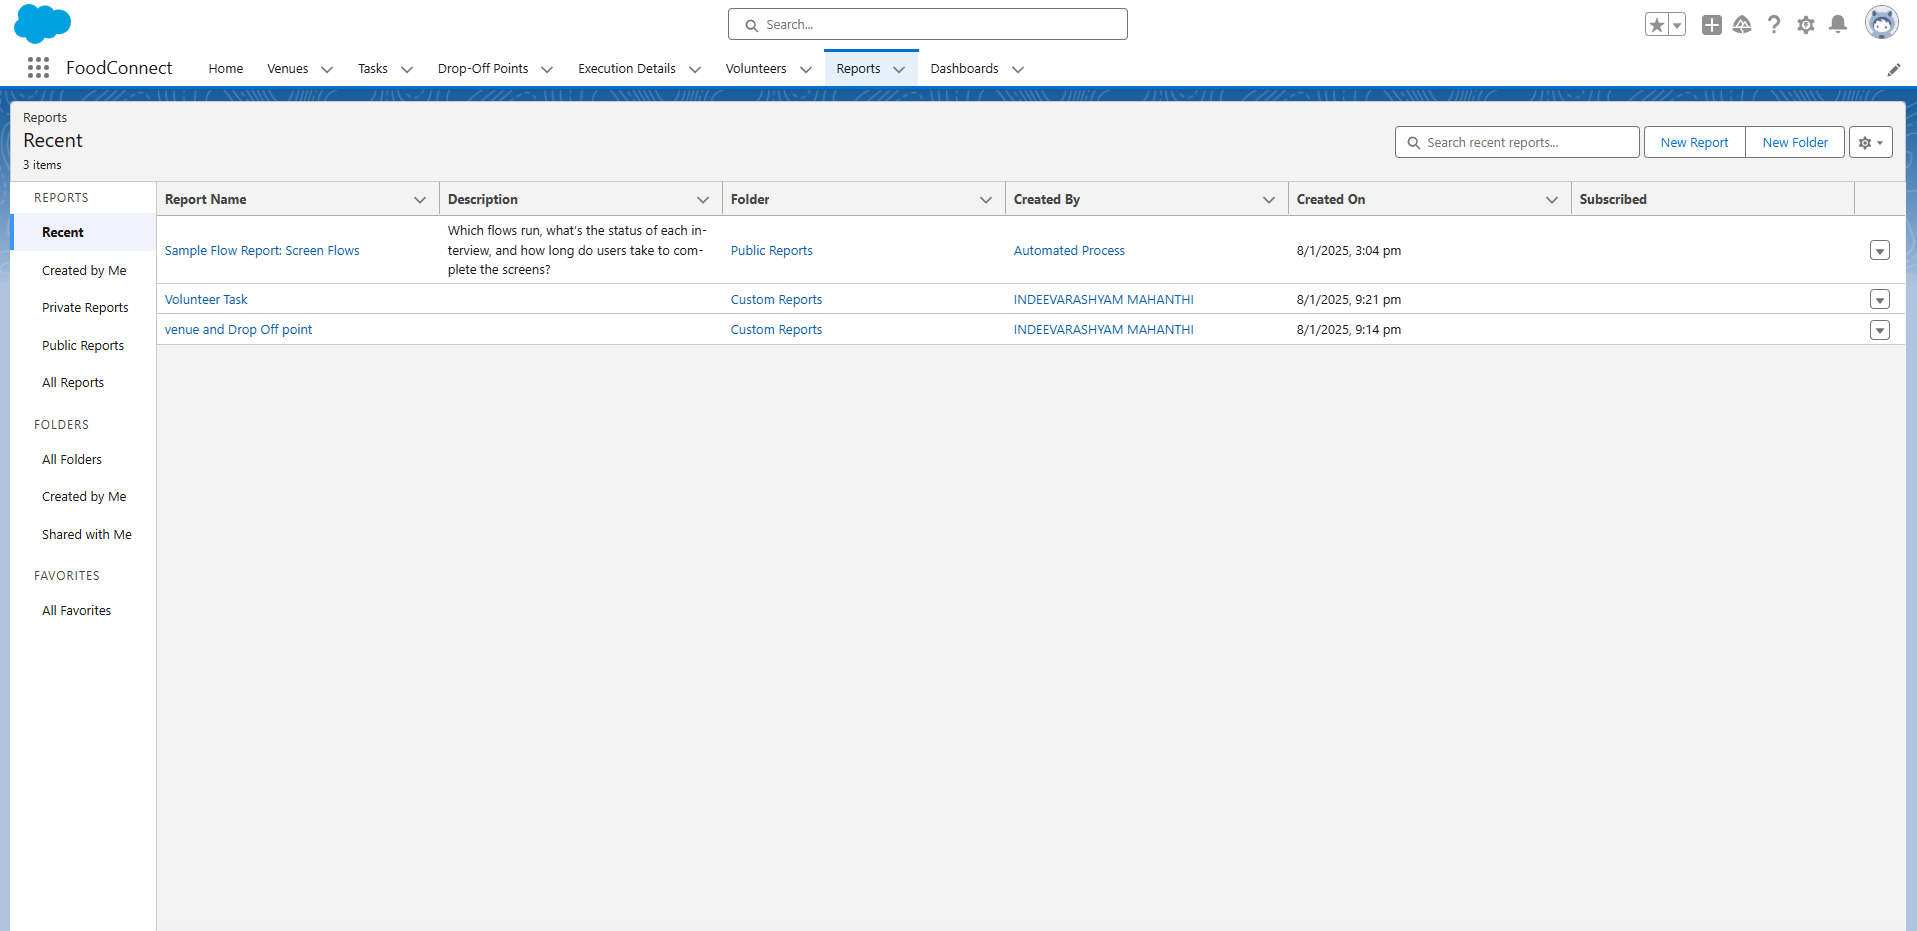 Search...
FoodConnect
Home
Venues
Tasks
Drop-Off Points
Execution Details
Volunteers
Reports
Dashboards
Reports
Recent
3 items
Search recent reports...
New Report
New Folder
REPORTS
Recent
Created by Me
Private Reports
Public Reports
All Reports
FOLDERS
All Folders
Created by Me
Shared with Me
FAVORITES
All Favorites
Report Name Description Folder Created By Created On Subscribed
Sample Flow Report: Screen Flows
Which flows run, what's the status of each in-
terview, and how long do users take to com-
plete the screens?
Public Reports
Automated Process
8/1/2025, 3:04 pm
Volunteer Task Custom Reports INDEEVARASHYAM MAHANTHI 8/1/2025, 9:21 pm
venue and Drop Off point Custom Reports INDEEVARASHYAM MAHANTHI 8/1/2025, 9:14 pm